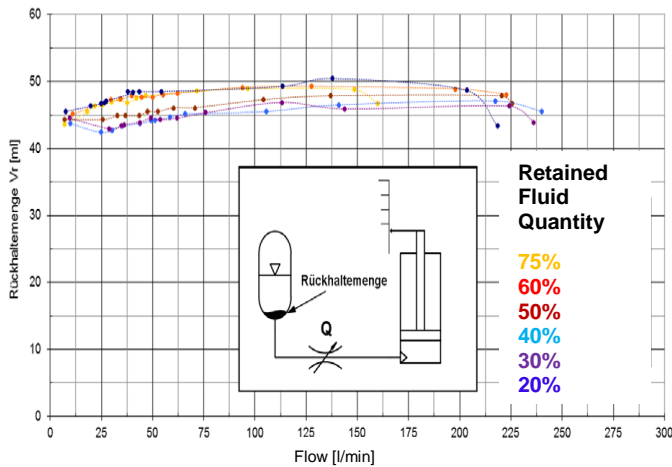 60
50
40
30
20
10
0
Rückhaltemenge Vr [ml]
0 25 50 75 100 125 150 175 200 225 250 275 300
Flow [l/min]
Rückhaltemenge
Q
Retained
Fluid
Quantity
75%
60%
50%
40%
30%
20%